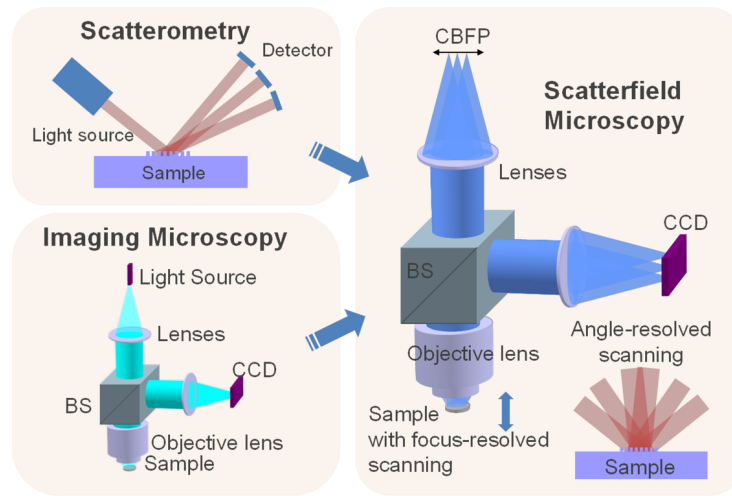 Scatterometry
Detector
Light source
Sample
Imaging Microscopy
Light Source
Lenses
CCD
BS
Objective lens
Sample
CBFP
Scatterfield
Microscopy
Lenses
CCD
BS
Objective lens
Angle-resolved
scanning
Sample
with focus-resolved
scanning
Sample